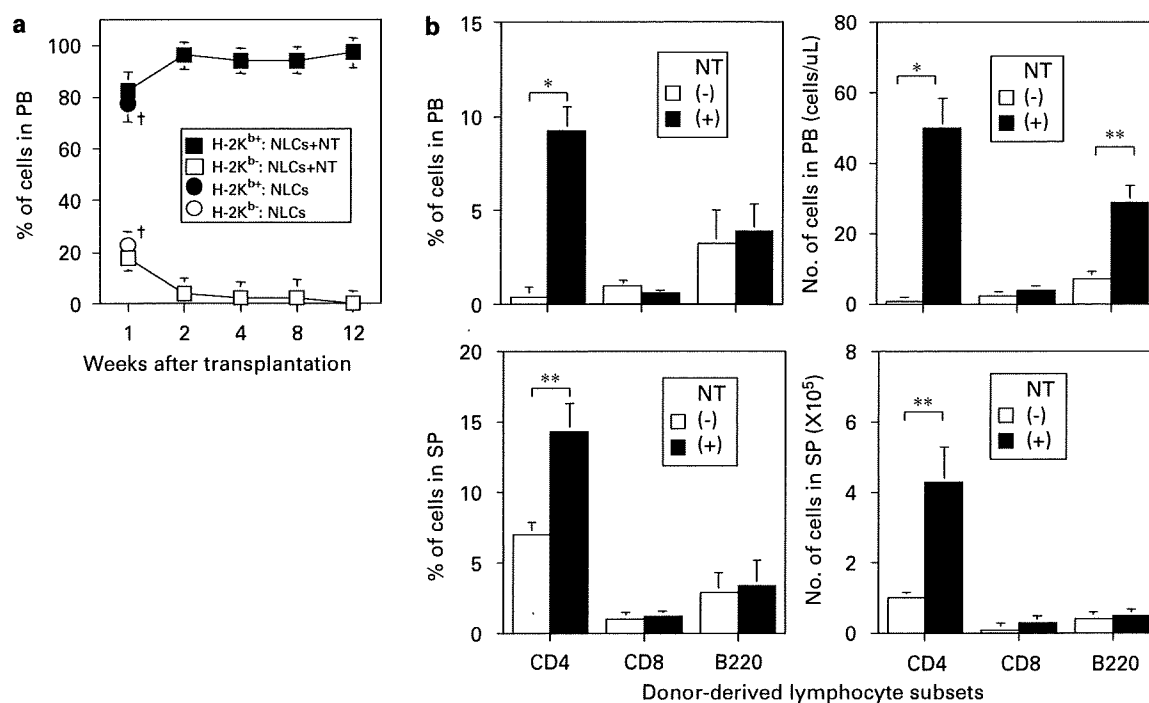 a
100
80
60
40
20
0
% of cells in PB
†
†
H-2Kᵇ⁺: NLCs+NT
H-2Kᵇ⁻: NLCs+NT
H-2Kᵇ⁺: NLCs
H-2Kᵇ⁻: NLCs
1 2 4 8 12
Weeks after transplantation
b
15
10
5
0
% of cells in PB
*
NT
(-)
(+)
80
60
40
20
0
No. of cells in PB (cells/uL)
*
**
NT
(-)
(+)
20
15
10
5
0
% of cells in SP
**
NT
(-)
(+)
CD4 CD8 B220
8
6
4
2
0
No. of cells in SP (X10⁵)
**
NT
(-)
(+)
CD4 CD8 B220
Donor-derived lymphocyte subsets